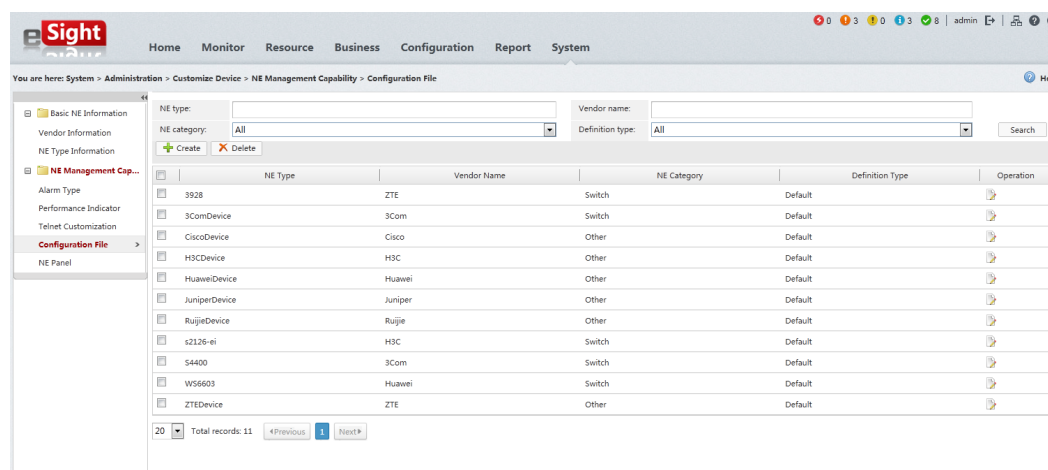 eSight
0 3 0 3 8 | admin
Home Monitor Resource Business Configuration Report System
You are here: System > Administration > Customize Device > NE Management Capability > Configuration File
Basic NE Information
Vendor Information
NE Type Information
NE Management Cap...
Alarm Type
Performance Indicator
Telnet Customization
Configuration File >
NE Panel
NE type: Vendor name:
NE category: All Definition type: All Search
Create Delete
NE Type Vendor Name NE Category Definition Type Operation
3928 ZTE Switch Default
3ComDevice 3Com Switch Default
CiscoDevice Cisco Other Default
H3CDevice H3C Other Default
HuaweiDevice Huawei Other Default
JuniperDevice Juniper Other Default
RuijieDevice Ruijie Other Default
s2126-ei H3C Switch Default
S4400 3Com Switch Default
WS6603 Huawei Switch Default
ZTEDevice ZTE Other Default
20 Total records: 11 Previous 1 Next